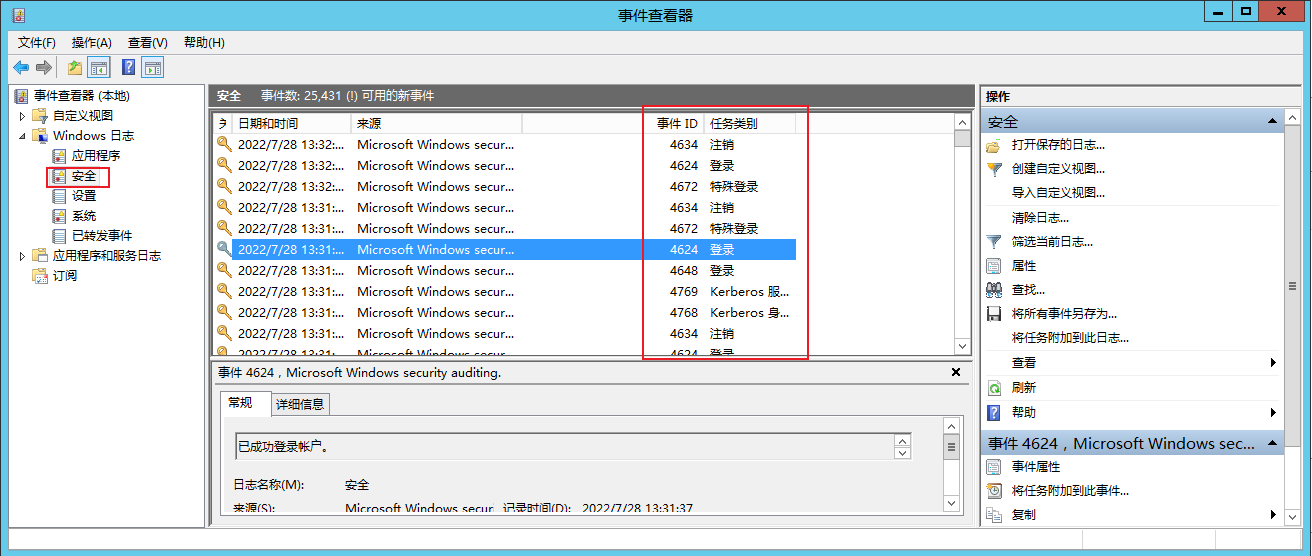 事件查看器
文件(F) 操作(A) 查看(V) 帮助(H)
事件查看器 (本地)
自定义视图
Windows 日志
应用程序
安全
设置
系统
已转发事件
应用程序和服务日志
订阅
安全 事件数: 25,431 (!) 可用的新事件
日期和时间 来源 事件 ID 任务类别
2022/7/28 13:32:... Microsoft Windows secur... 4634 注销
2022/7/28 13:32:... Microsoft Windows secur... 4624 登录
2022/7/28 13:32:... Microsoft Windows secur... 4672 特殊登录
2022/7/28 13:31:... Microsoft Windows secur... 4634 注销
2022/7/28 13:31:... Microsoft Windows secur... 4672 特殊登录
2022/7/28 13:31:... Microsoft Windows secur... 4624 登录
2022/7/28 13:31:... Microsoft Windows secur... 4648 登录
2022/7/28 13:31:... Microsoft Windows secur... 4769 Kerberos 服...
2022/7/28 13:31:... Microsoft Windows secur... 4768 Kerberos 身...
2022/7/28 13:31:... Microsoft Windows secur... 4634 注销
2022/7/28 13:31:... Microsoft Windows secur... 4624 登录
事件 4624，Microsoft Windows security auditing.
常规 详细信息
已成功登录帐户。
日志名称(M): 安全
来源(S): Microsoft Windows securi 记录时间(D): 2022/7/28 13:31:37
操作
安全
打开保存的日志...
创建自定义视图...
导入自定义视图...
清除日志...
筛选当前日志...
属性
查找...
将所有事件另存为...
将任务附加到此日志...
查看
刷新
帮助
事件 4624，Microsoft Windows sec...
事件属性
将任务附加到此事件...
复制